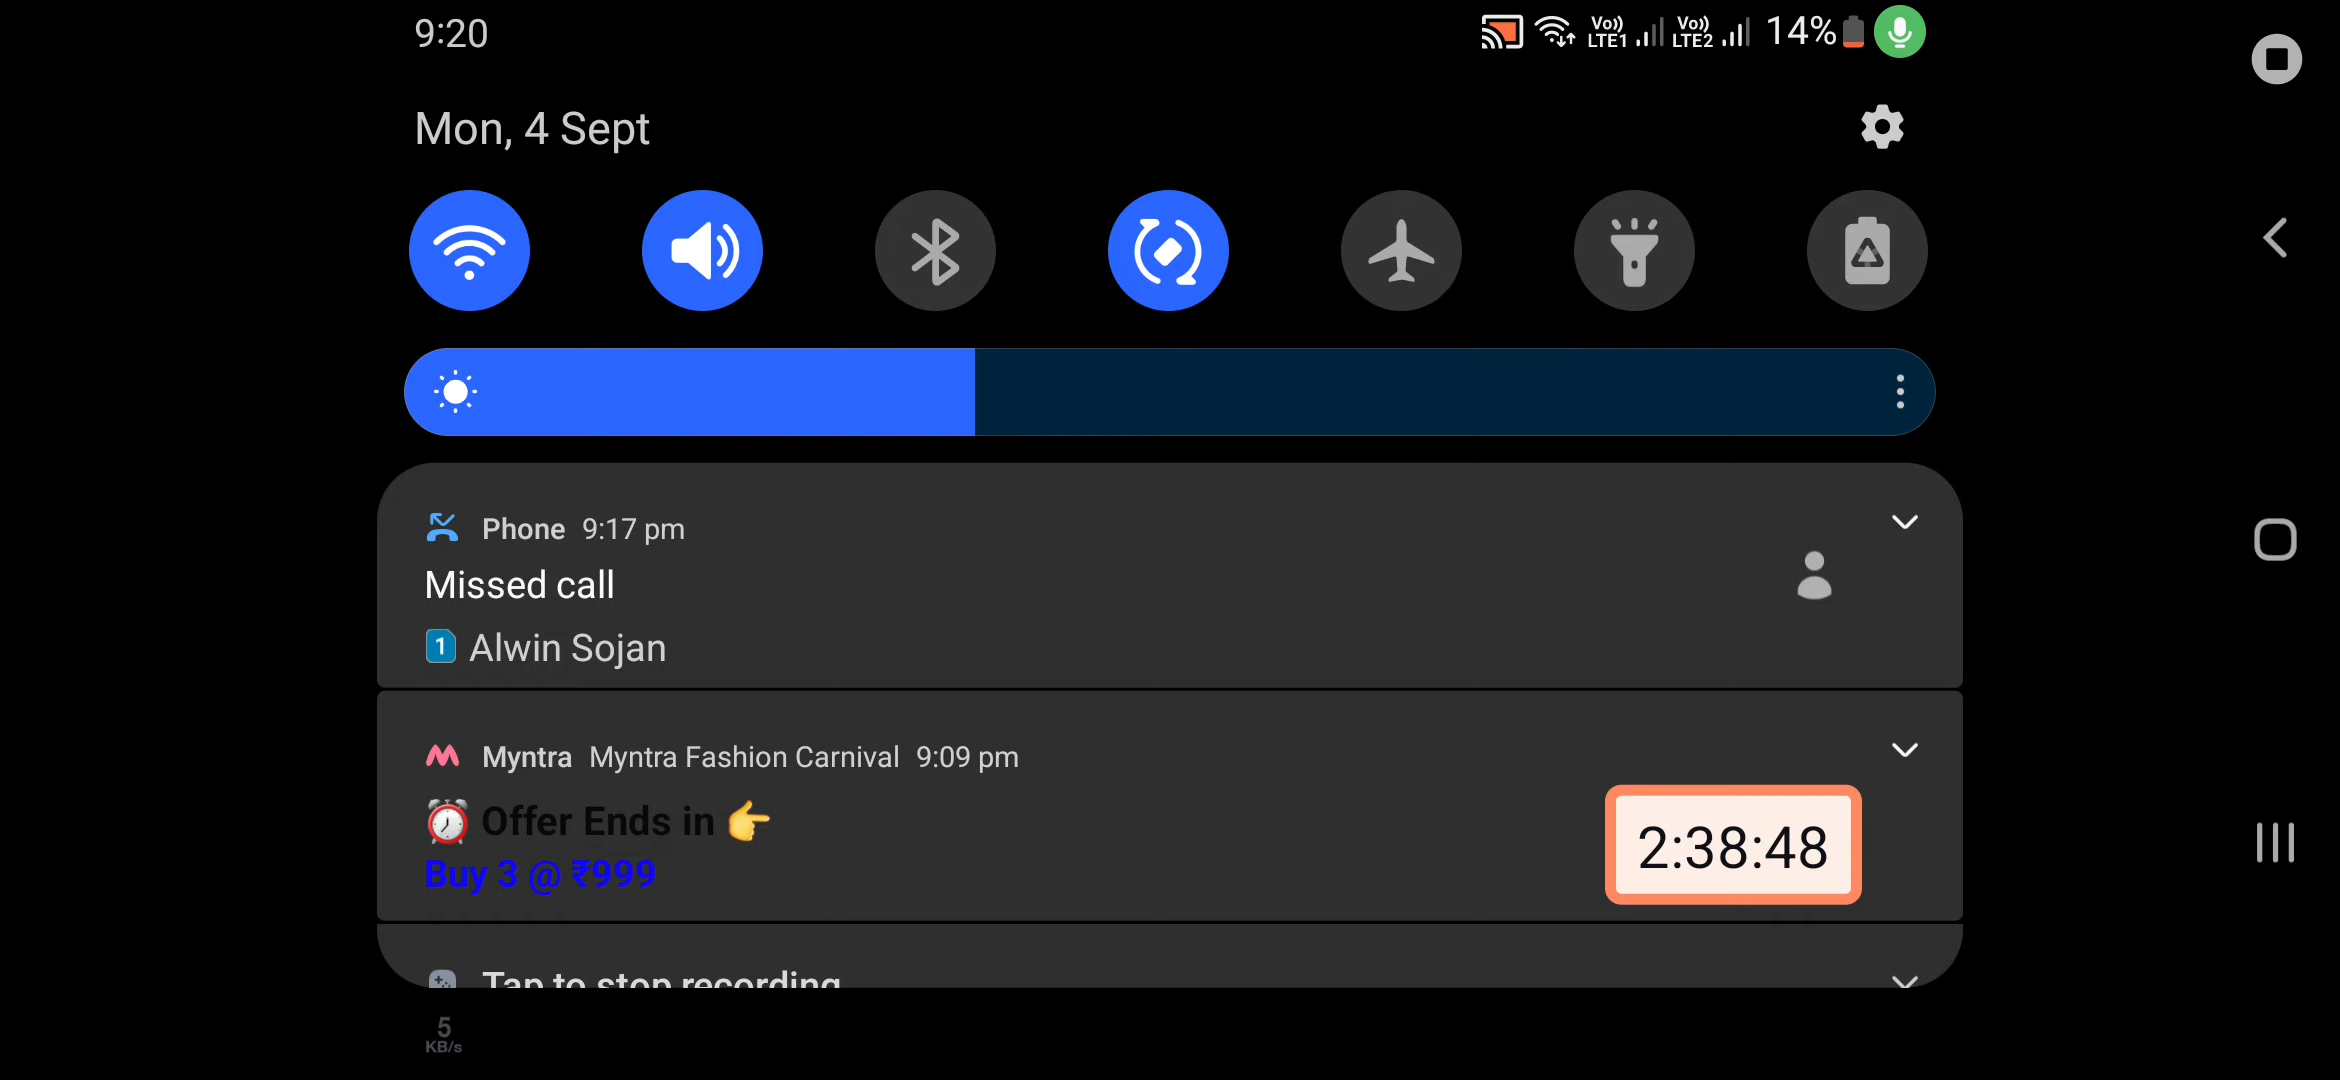 9:20
Vo)) LTE1 Vo)) LTE2 14%
Mon, 4 Sept
Phone 9:17 pm
Missed call
1 Alwin Sojan
Myntra Myntra Fashion Carnival 9:09 pm
⏰ Offer Ends in 👉
2:38:48
Buy 3 @ ₹999
Tap to stop recording
5
KB/s